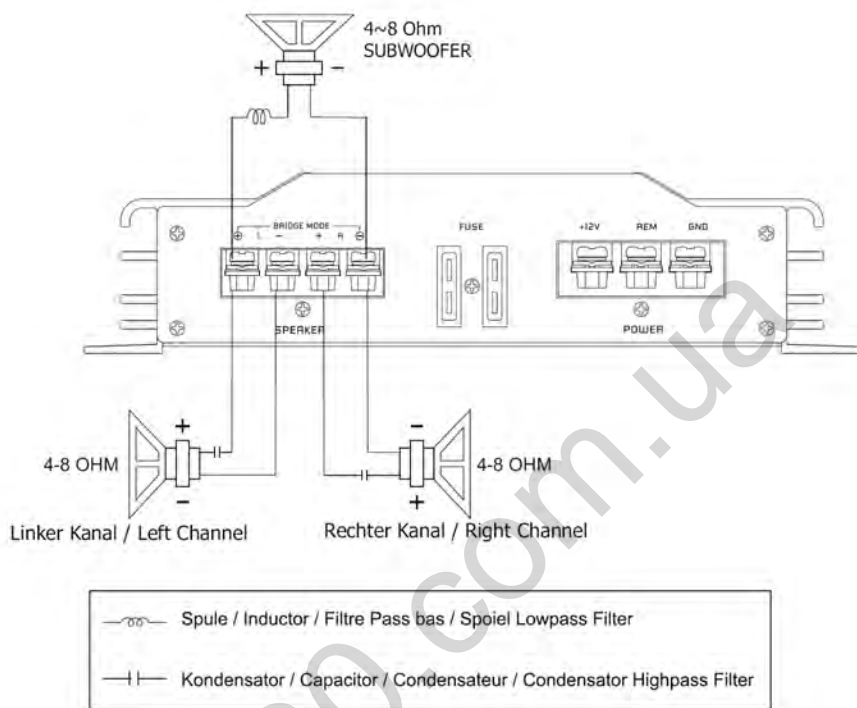 4~8 Ohm
SUBWOOFER
+ -
BRIDGE MODE
⊕ L - + R ⊖
FUSE
+12V REM GND
SPEAKER
POWER
+
-
4-8 OHM
-
+
4-8 OHM
Linker Kanal / Left Channel
Rechter Kanal / Right Channel
Spule / Inductor / Filtre Pass bas / Spoiel Lowpass Filter
Kondensator / Capacitor / Condensateur / Condensator Highpass Filter